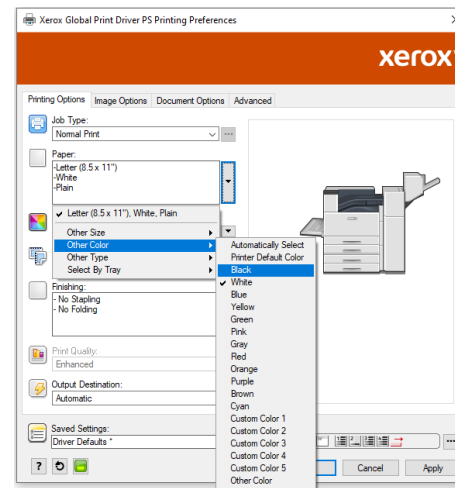 Xerox Global Print Driver PS Printing Preferences
xerox
Printing Options Image Options Document Options Advanced
Job Type:
Normal Print
Paper:
-Letter (8.5 x 11")
-White
-Plain
Letter (8.5 x 11"), White, Plain
Other Size
Other Color
Other Type
Select By Tray
Automatically Select
Printer Default Color
Black
White
Blue
Yellow
Green
Pink
Gray
Red
Orange
Purple
Brown
Cyan
Custom Color 1
Custom Color 2
Custom Color 3
Custom Color 4
Custom Color 5
Other Color
Finishing:
- No Stapling
- No Folding
Print Quality:
Enhanced
Output Destination:
Automatic
Saved Settings:
Driver Defaults *
?
Cancel Apply